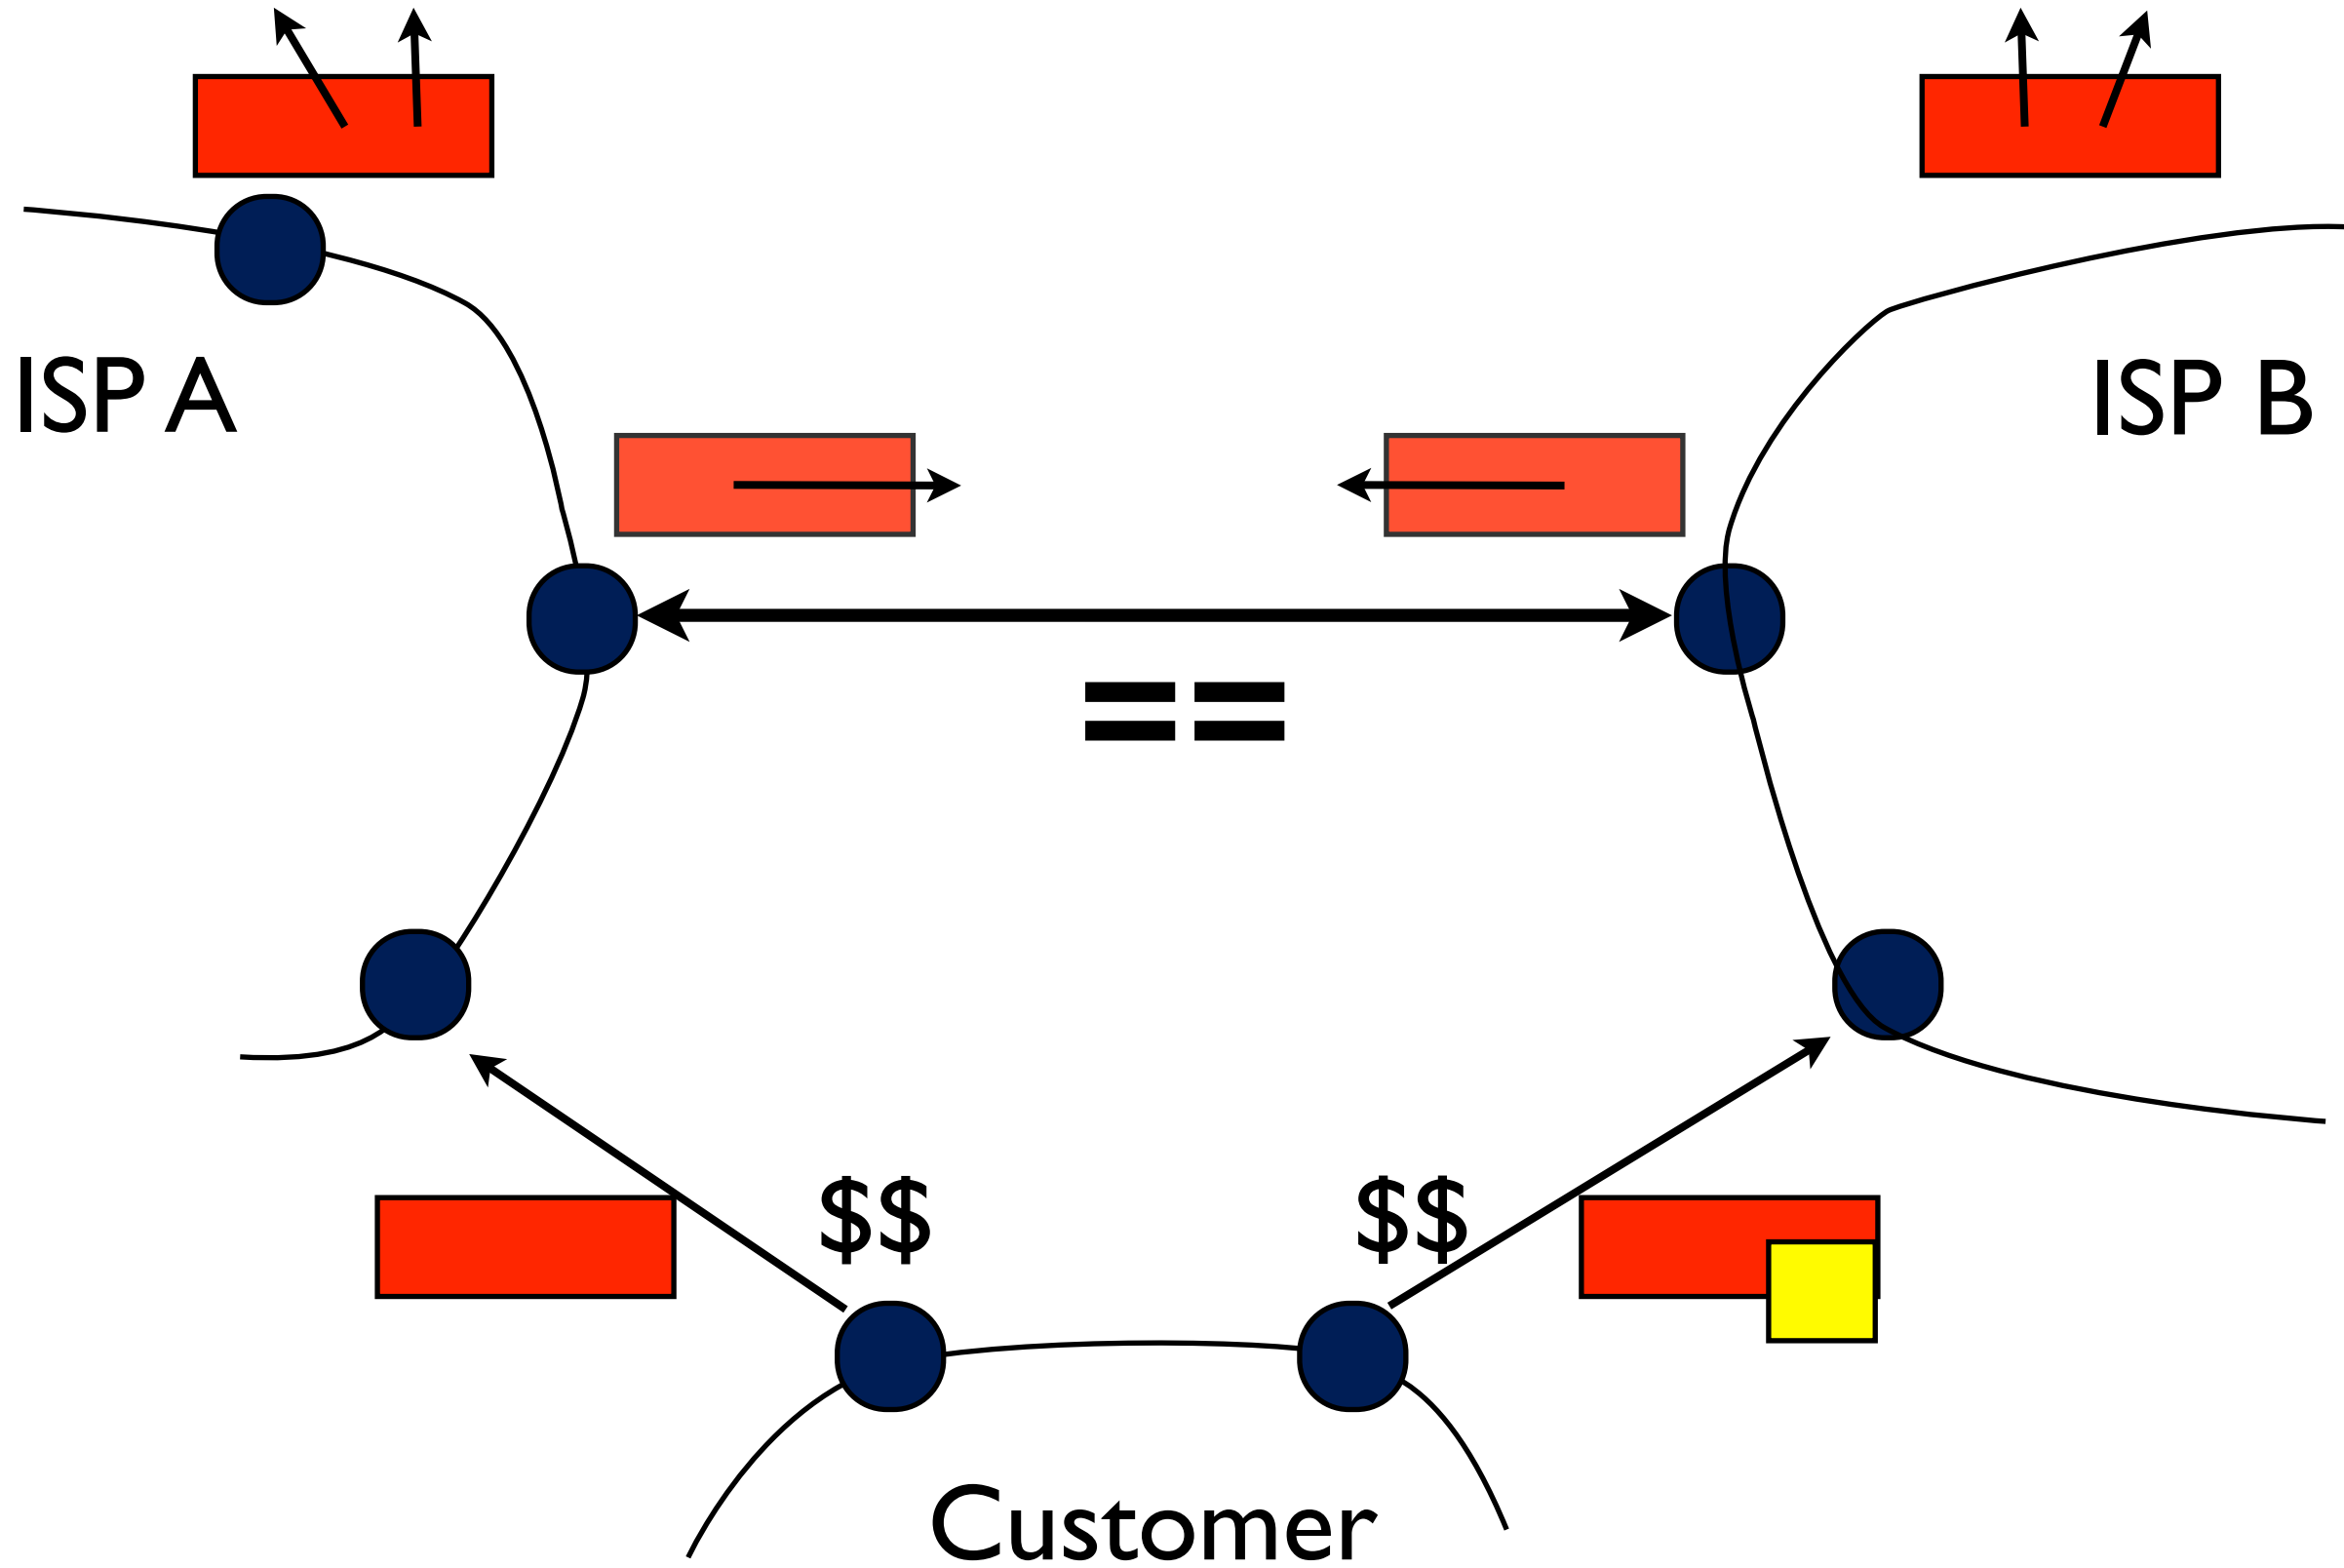 ISP A
ISP B
==
$$
$$
Customer